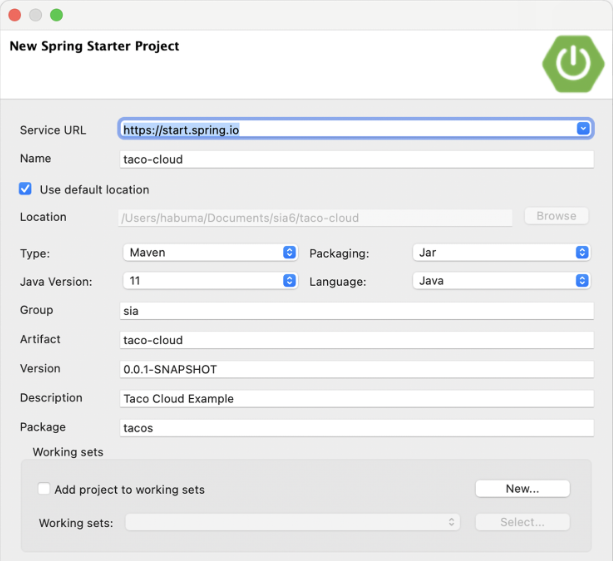 New Spring Starter Project
Service URL https://start.spring.io
Name taco-cloud
Use default location
Location /Users/habuma/Documents/sia6/taco-cloud Browse
Type: Maven Packaging: Jar
Java Version: 11 Language: Java
Group sia
Artifact taco-cloud
Version 0.0.1-SNAPSHOT
Description Taco Cloud Example
Package tacos
Working sets
Add project to working sets New...
Working sets: Select...